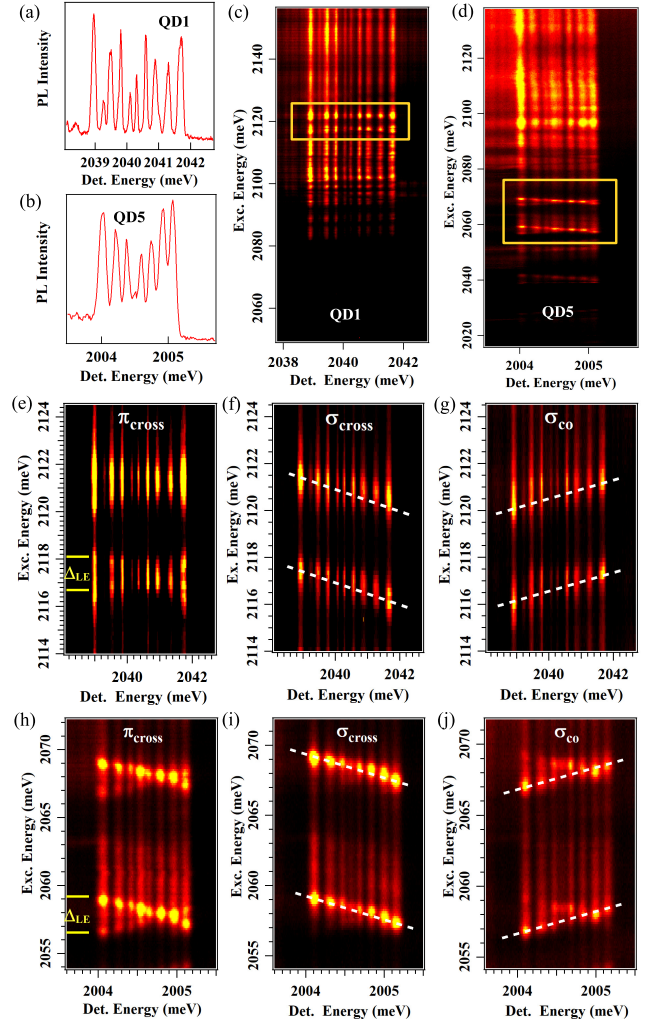 (a)
QD1
PL Intensity
2039 2040 2041 2042
Det. Energy (meV)
(b)
QD5
PL Intensity
2004 2005
Det. Energy (meV)
(c)
Exc. Energy (meV)
2140
2120
2100
2080
2060
QD1
2038 2040 2042
Det. Energy (meV)
(d)
Exc. Energy (meV)
2120
2100
2080
2060
2040
2020
QD5
2004 2005
Det. Energy (meV)
(e)
πcross
Exc. Energy (meV)
2124
2122
2120
2118
2116
2114
ΔLE
2040 2042
Det. Energy (meV)
(f)
σcross
Ex. Energy (meV)
2124
2122
2120
2118
2116
2114
2040 2042
Det. Energy (meV)
(g)
σco
Ex. Energy (meV)
2124
2122
2120
2118
2116
2114
2040 2042
Det. Energy (meV)
(h)
πcross
Exc. Energy (meV)
2070
2065
2060
2055
ΔLE
2004 2005
Det. Energy (meV)
(i)
σcross
Exc. Energy (meV)
2070
2065
2060
2055
2004 2005
Det. Energy (meV)
(j)
σco
Exc. Energy (meV)
2070
2065
2060
2055
2004 2005
Det. Energy (meV)